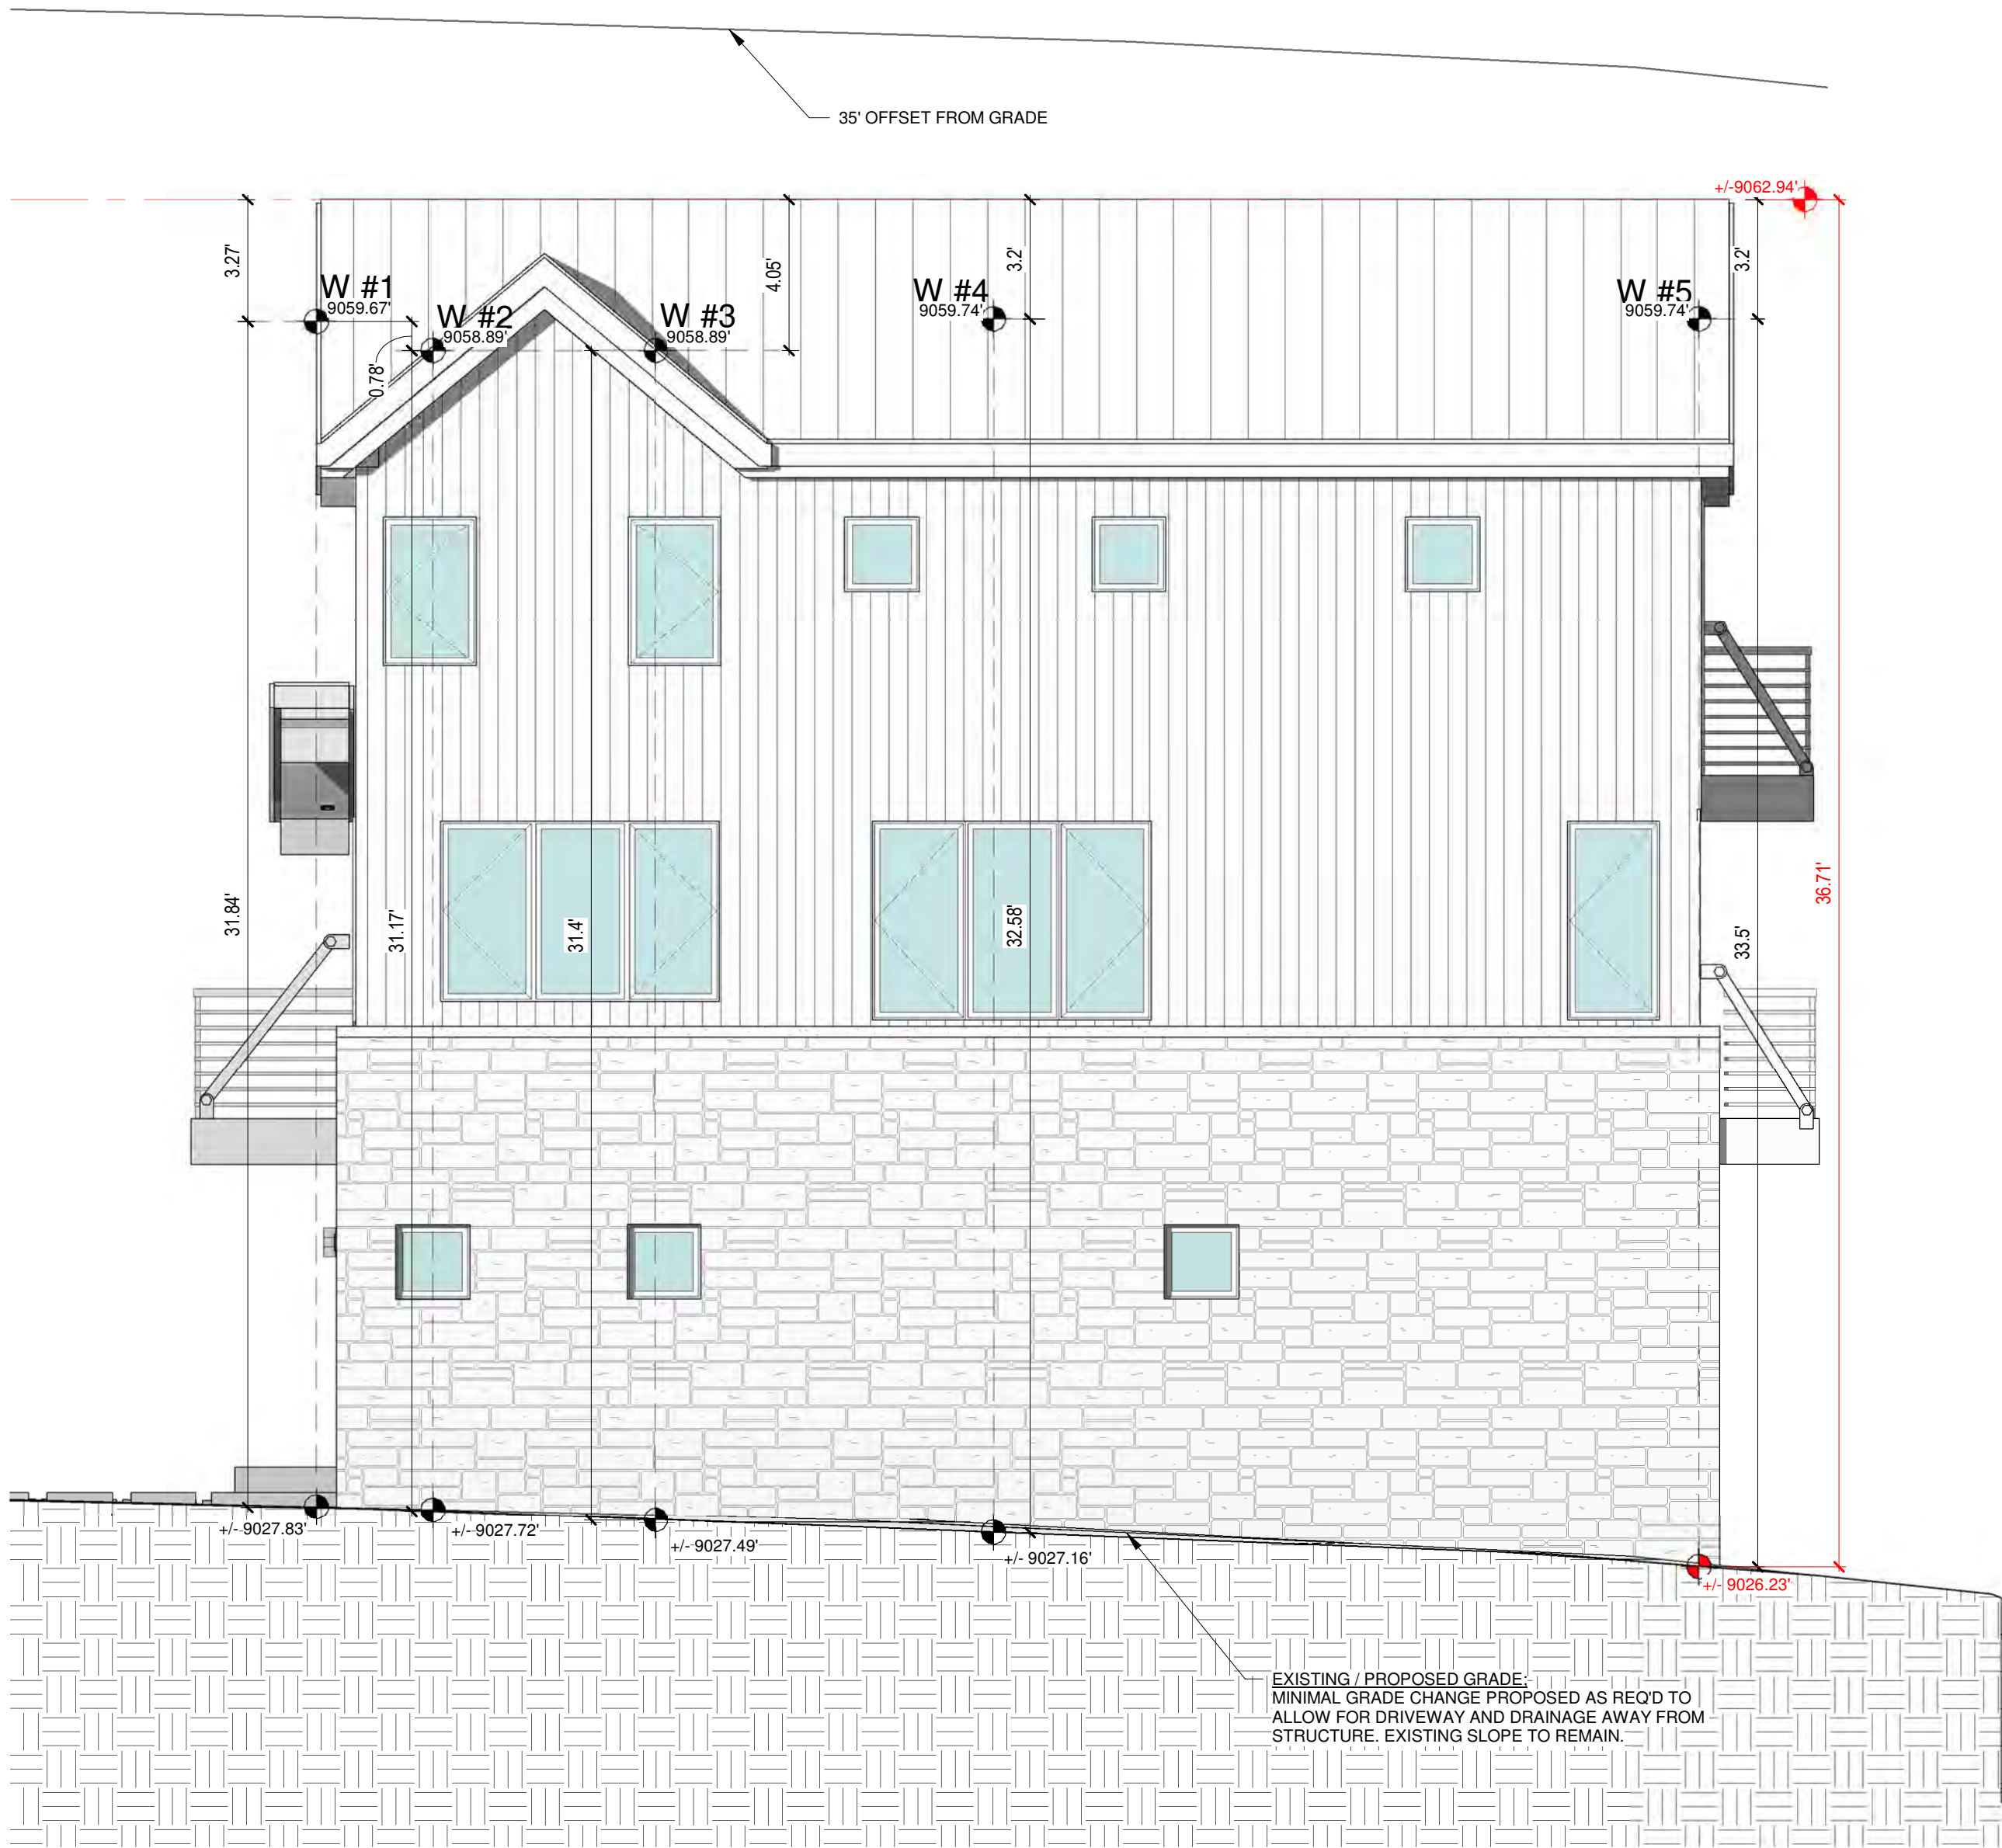 35' OFFSET FROM GRADE
+/-9062.94'
3.27'
4.05'
3.2'
3.2'
W #1
9059.67'
W #2
9058.89'
W #3
9058.89'
W #4
9059.74'
W #5
9059.74'
0.78'
31.84'
31.17'
31.4'
32.58'
33.5'
36.71'
+/-9027.83'
+/-9027.72'
+/-9027.49'
+/-9027.16'
+/-9026.23'
EXISTING / PROPOSED GRADE;
MINIMAL GRADE CHANGE PROPOSED AS REQ'D TO
ALLOW FOR DRIVEWAY AND DRAINAGE AWAY FROM
STRUCTURE. EXISTING SLOPE TO REMAIN.